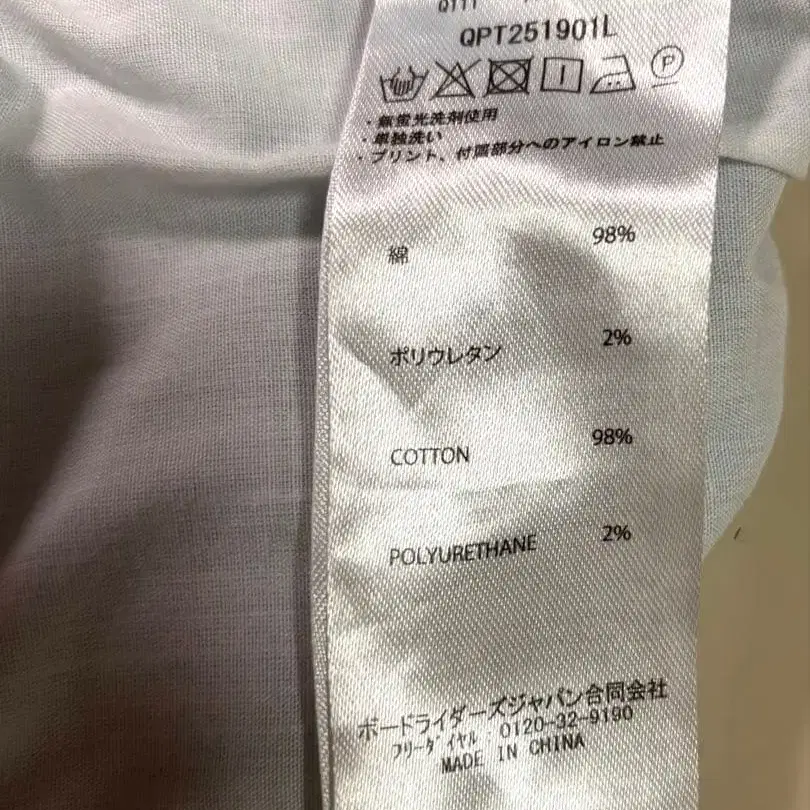 Q111
QPT251901L
P
・無蛍光洗剤使用
・単独洗い
・プリント、付属部分へのアイロン禁止
綿 98%
ポリウレタン 2%
COTTON 98%
POLYURETHANE 2%
ボードライダーズジャパン合同会社
フリーダイヤル 0120-32-9190
MADE IN CHINA